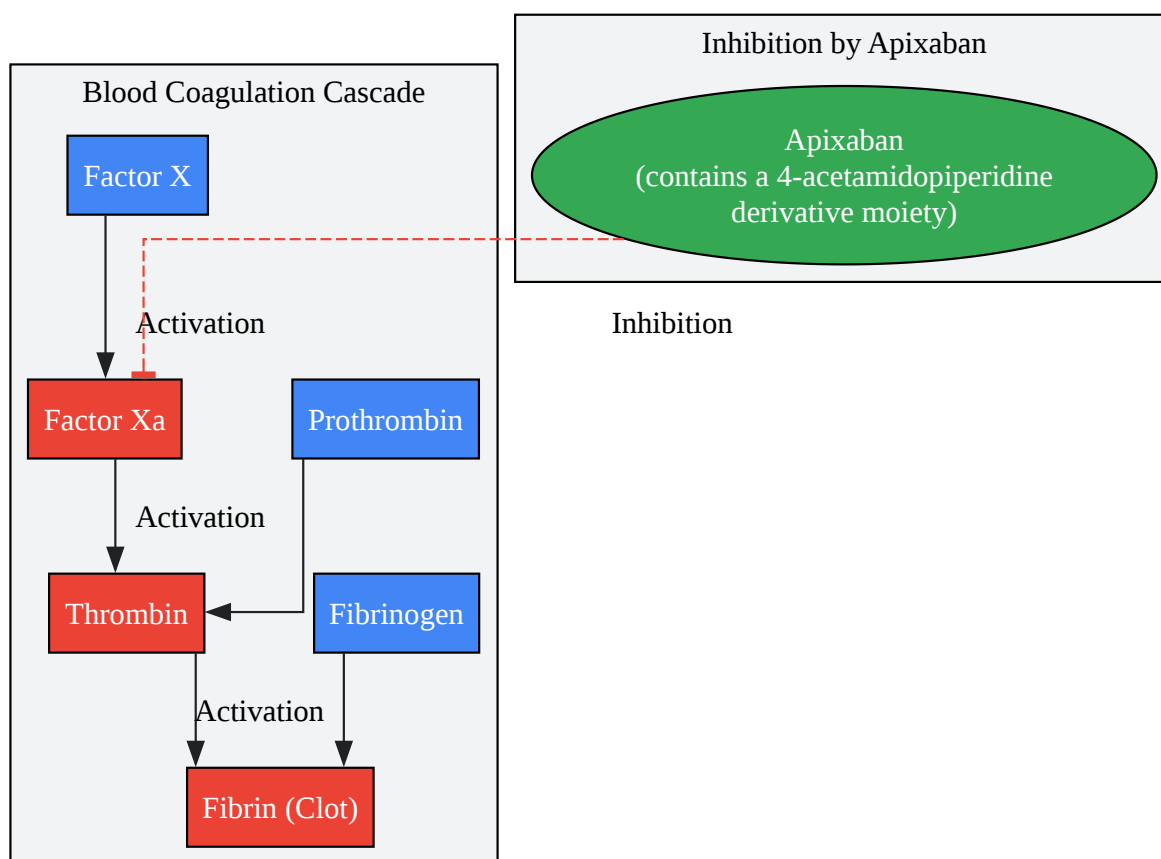 Inhibition by Apixaban
Apixaban
(contains a 4-acetamidopiperidine
derivative moiety)
Inhibition
Blood Coagulation Cascade
Factor X
Activation
Factor Xa
Prothrombin
Activation
Thrombin
Fibrinogen
Activation
Fibrin (Clot)